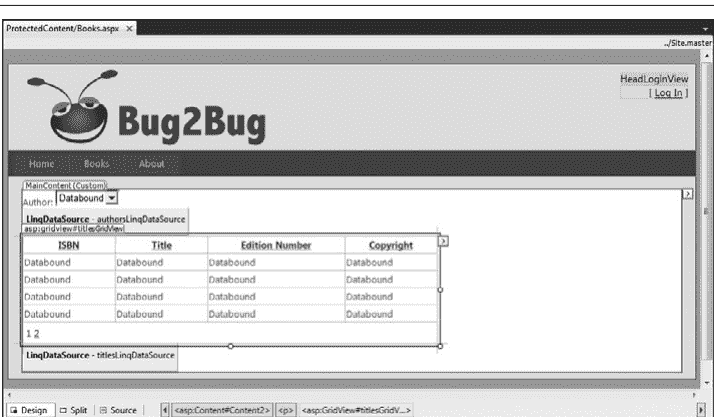 ProtectedContent/Books.aspx ×
../Site.master
HeadLoginView
[ Log In ]
Bug2Bug
Home Books About
MainContent (Custom)
Author: Databound
LinqDataSource - authorsLinqDataSource
asp:gridview#titlesGridView
ISBN Title Edition Number Copyright
Databound Databound Databound Databound
Databound Databound Databound Databound
Databound Databound Databound Databound
Databound Databound Databound Databound
1 2
LinqDataSource - titlesLinqDataSource
Design Split Source <asp:Content#Content2> <p> <asp:GridView#titlesGridV...>